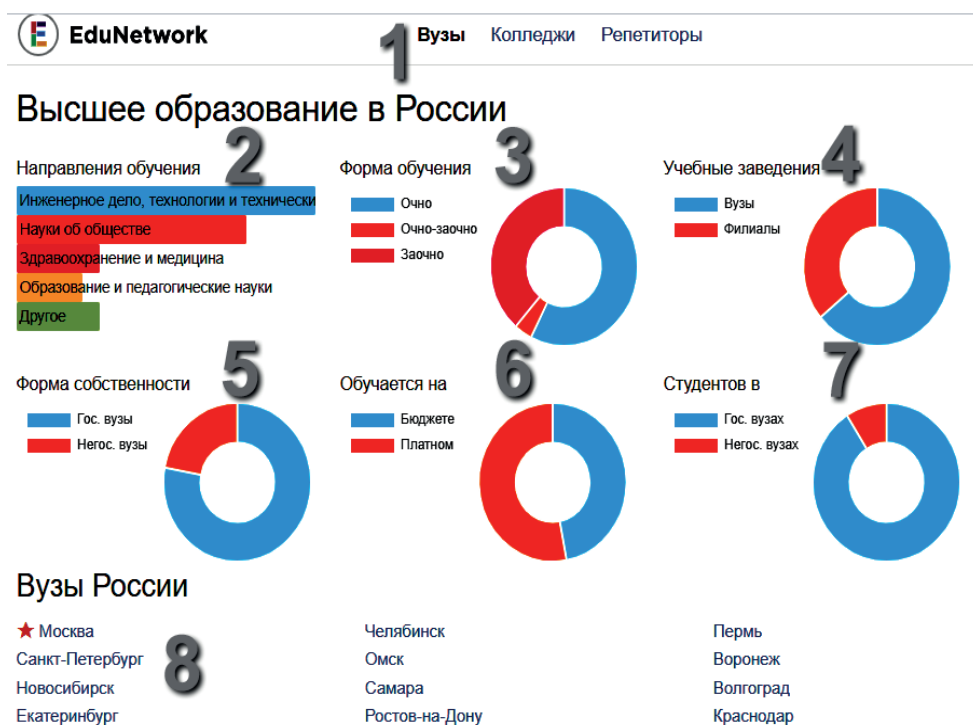 EduNetwork
1 Вузы Колледжи Репетиторы
Высшее образование в России
Направления обучения 2
Инженерное дело, технологии и технически
Науки об обществе
Здравоохранение и медицина
Образование и педагогические науки
Другое
Форма обучения 3
Очно
Очно-заочно
Заочно
Учебные заведения 4
Вузы
Филиалы
Форма собственности 5
Гос. вузы
Негос. вузы
Обучается на 6
Бюджете
Платном
Студентов в 7
Гос. вузах
Негос. вузах
Вузы России
Москва
Санкт-Петербург 8
Новосибирск
Екатеринбург
Челябинск
Омск
Самара
Ростов-на-Дону
Пермь
Воронеж
Волгоград
Краснодар